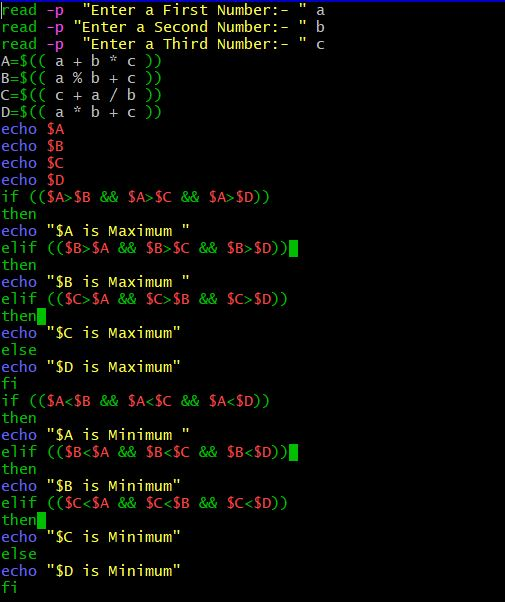 read -p  "Enter a First Number:- " a
read -p "Enter a Second Number:- " b
read -p  "Enter a Third Number:- " c
A=$(( a + b * c ))
B=$(( a % b + c ))
C=$(( c + a / b ))
D=$(( a * b + c ))
echo $A
echo $B
echo $C
echo $D
if (($A>$B && $A>$C && $A>$D))
then
echo "$A is Maximum "
elif (($B>$A && $B>$C && $B>$D))
then
echo "$B is Maximum "
elif (($C>$A && $C>$B && $C>$D))
then
echo "$C is Maximum"
else
echo "$D is Maximum"
fi
if (($A<$B && $A<$C && $A<$D))
then
echo "$A is Minimum "
elif (($B<$A && $B<$C && $B<$D))
then
echo "$B is Minimum"
elif (($C<$A && $C<$B && $C<$D))
then
echo "$C is Minimum"
else
echo "$D is Minimum"
fi